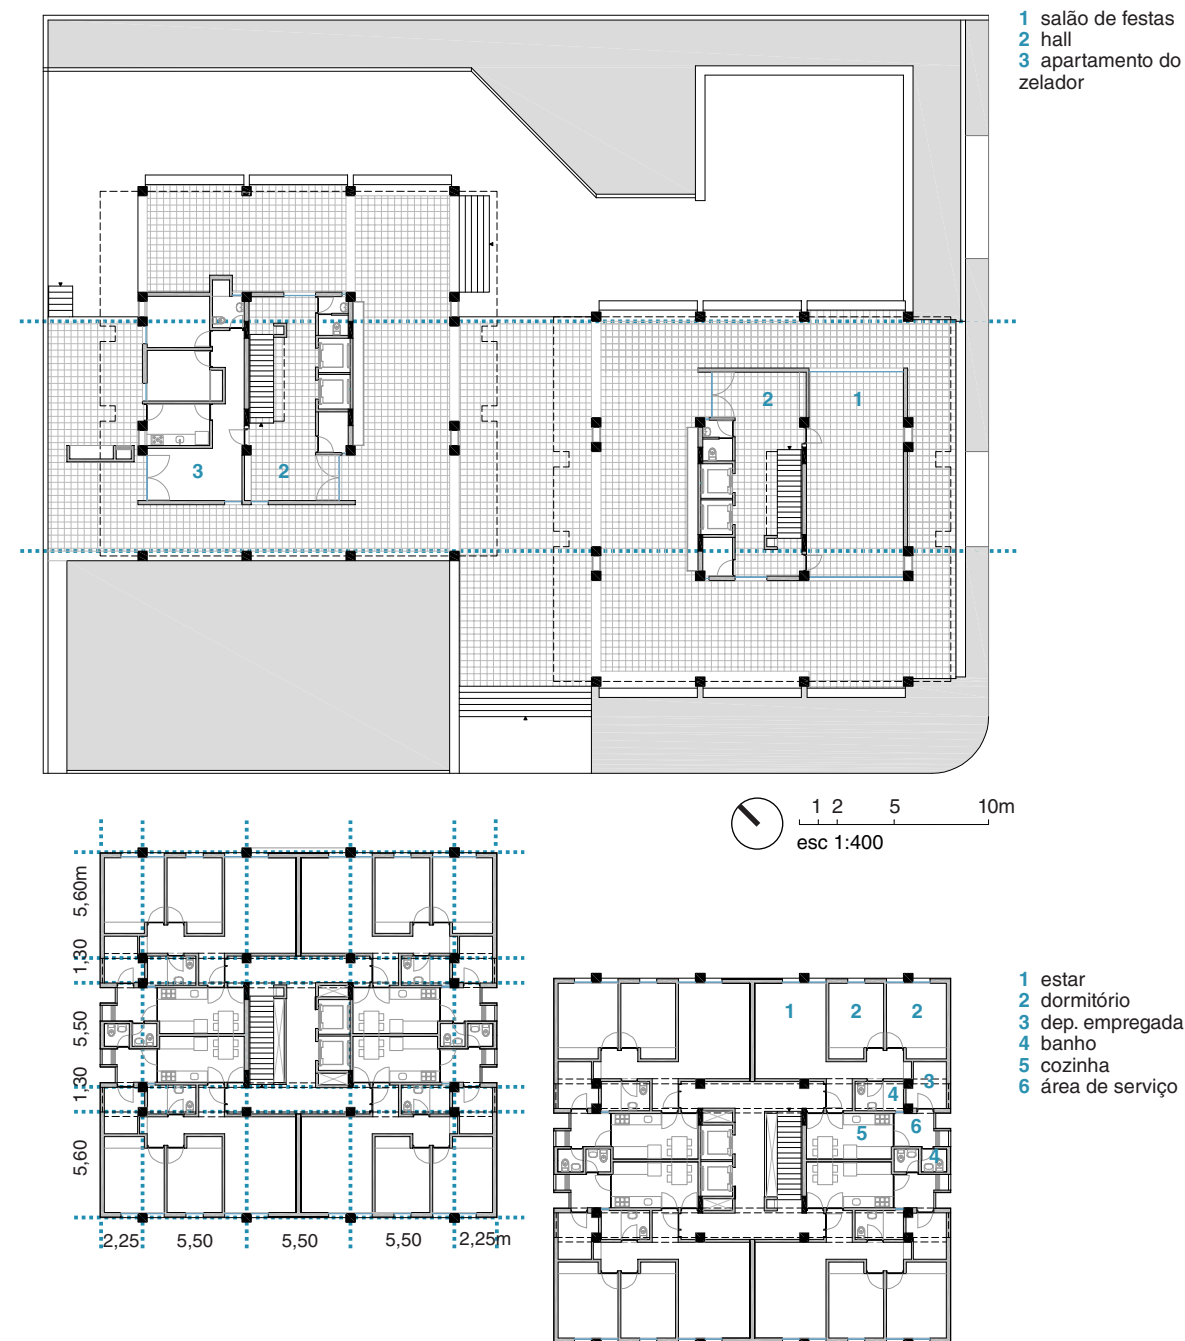 1 salão de festas
2 hall
3 apartamento do
zelador
2
1
3
2
1 2 5 10m
esc 1:400
5,60m
1,30
5,50
1,30
5,60
2,25 5,50 5,50 5,50 2,25m
1 estar
2 dormitório
3 dep. empregada
4 banho
5 cozinha
6 área de serviço
1 2 2
3
4
6
5
4